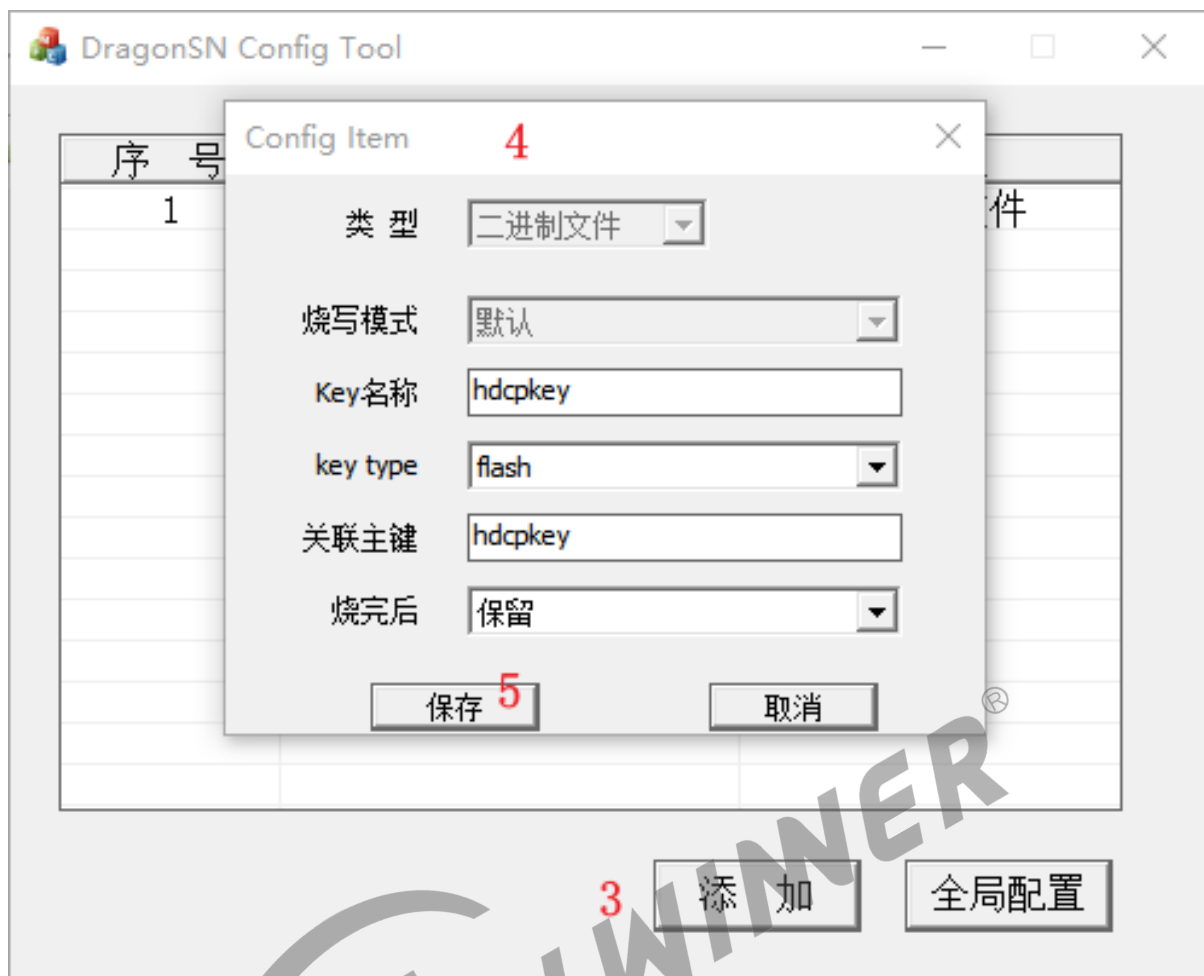 DragonSN Config Tool
Config Item 4
序 号
1 件
类 型 二进制文件
烧写模式 默认
Key名称 hdcpkey
key type flash
关联主键 hdcpkey
烧完后 保留
保存 5 取消
3 添 加 全局配置
WINNER®